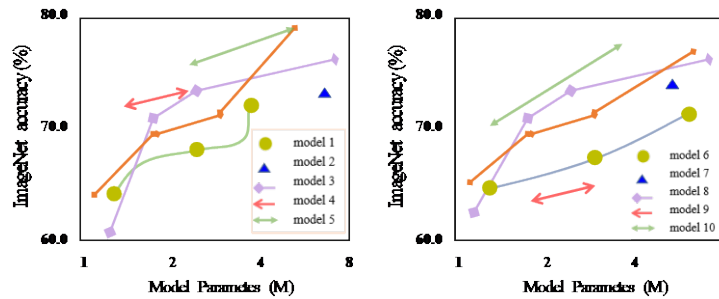 80.0
70.0
60.0
ImageNet accuracy (%)
1 2 4 8
Model Parametes (M)
model 1
model 2
model 3
model 4
model 5
80.0
70.0
60.0
ImageNet accuracy (%)
1 2 4
Model Parametes (M)
model 6
model 7
model 8
model 9
model 10